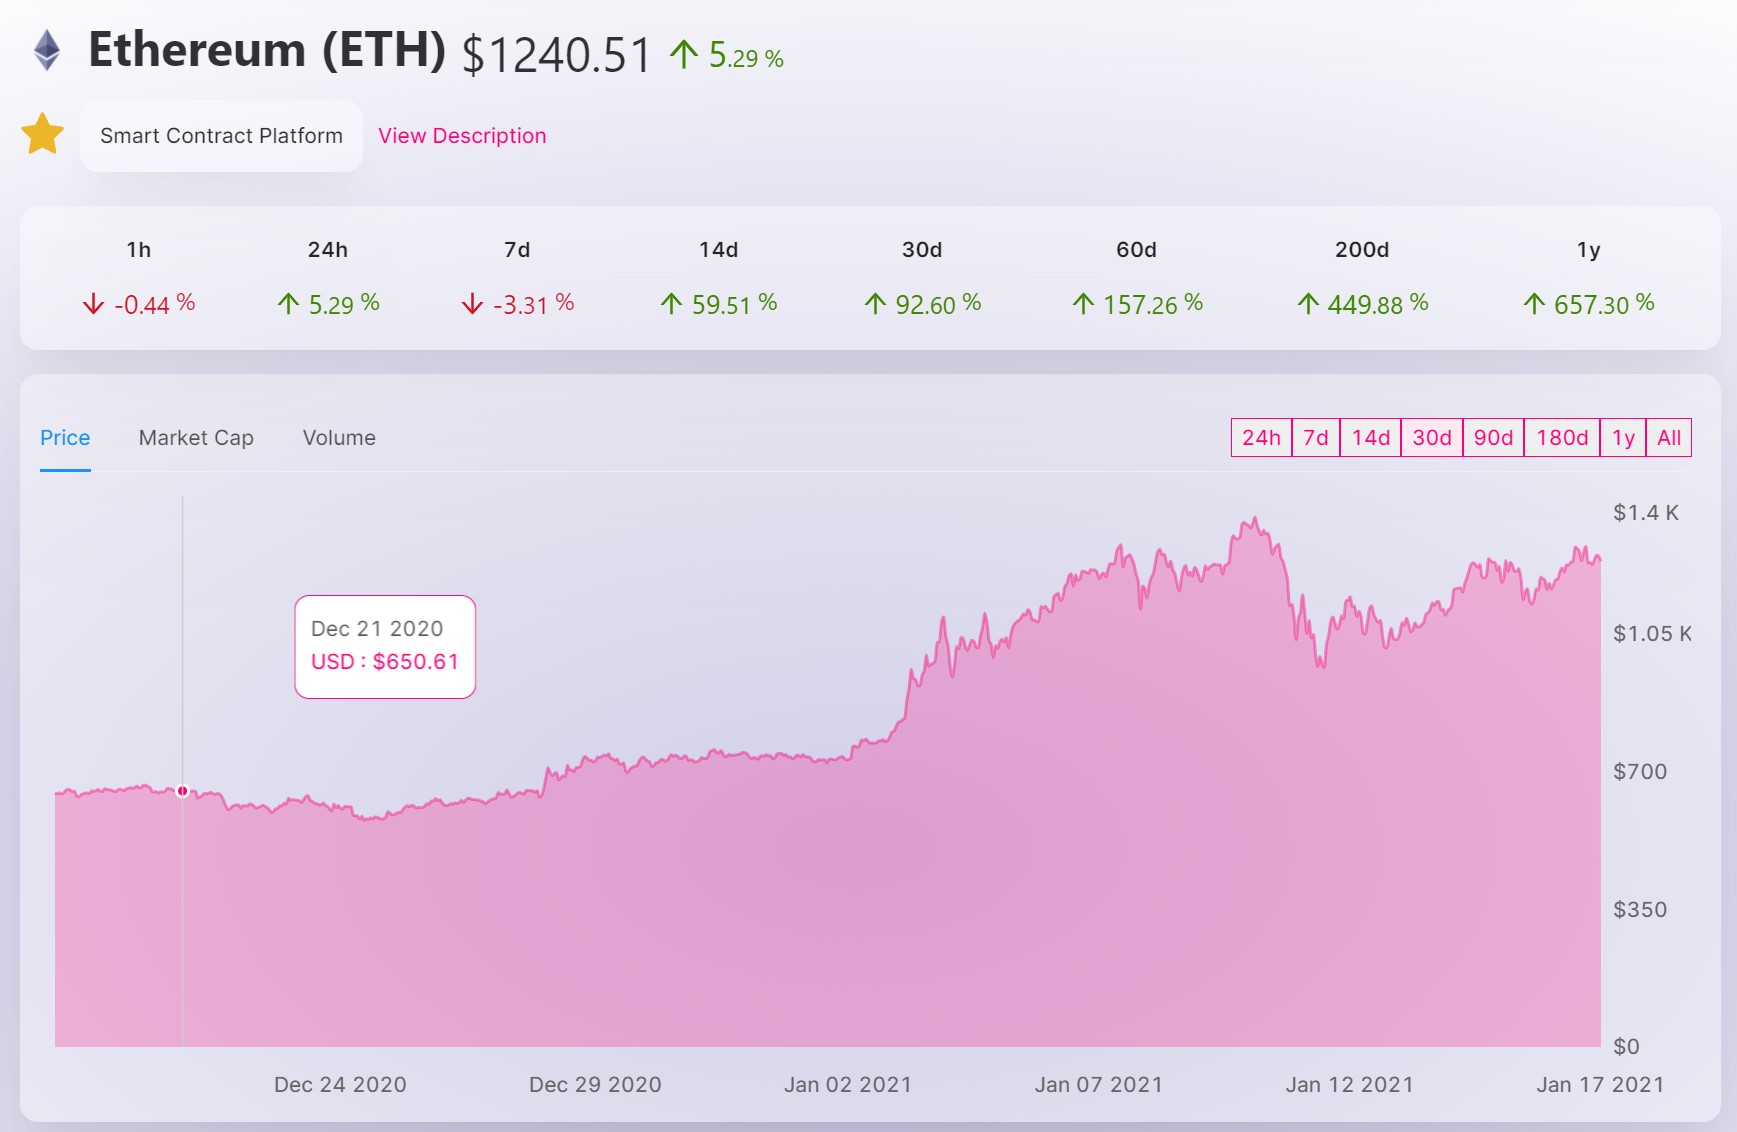 Ethereum (ETH) $1240.51 ↑ 5.29 %
Smart Contract Platform View Description
1h 24h 7d 14d 30d 60d 200d 1y
↓ -0.44 % ↑ 5.29 % ↓ -3.31 % ↑ 59.51 % ↑ 92.60 % ↑ 157.26 % ↑ 449.88 % ↑ 657.30 %
Price Market Cap Volume 24h 7d 14d 30d 90d 180d 1y All
$1.4 K
Dec 21 2020
USD : $650.61
$1.05 K
$700
$350
$0
Dec 24 2020 Dec 29 2020 Jan 02 2021 Jan 07 2021 Jan 12 2021 Jan 17 2021